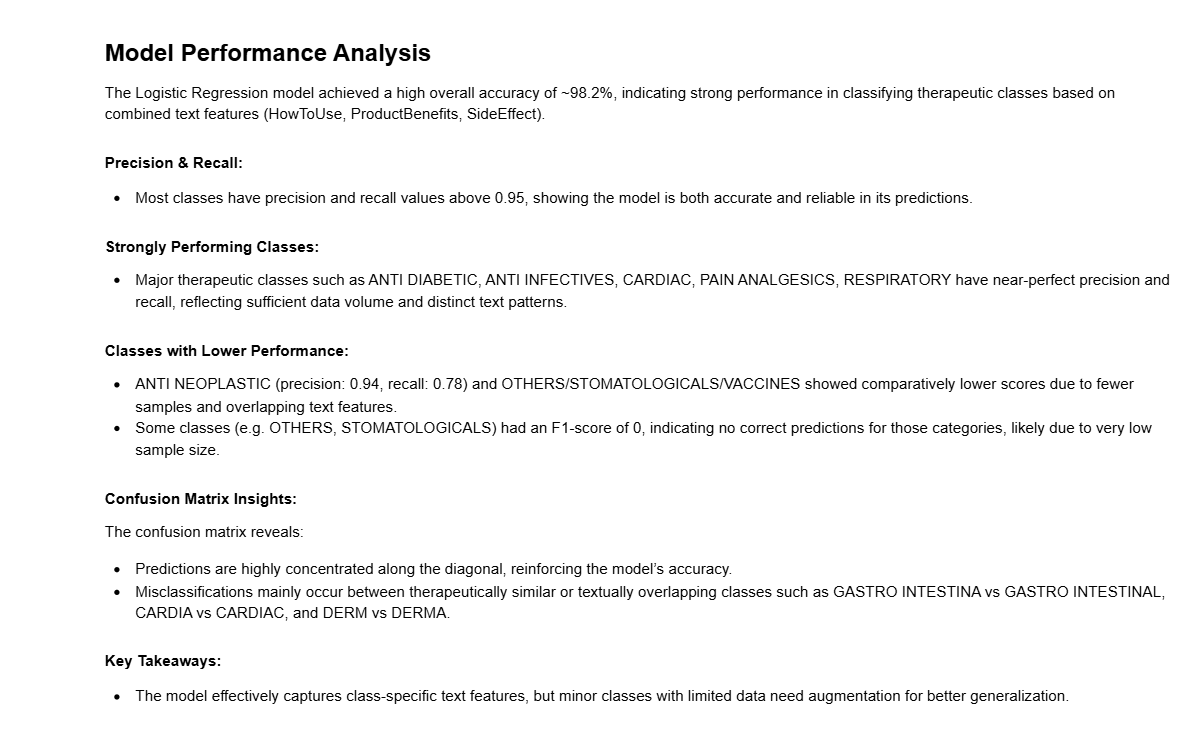 Model Performance Analysis
The Logistic Regression model achieved a high overall accuracy of ~98.2%, indicating strong performance in classifying therapeutic classes based on
combined text features (HowToUse, ProductBenefits, SideEffect).
Precision & Recall:
• Most classes have precision and recall values above 0.95, showing the model is both accurate and reliable in its predictions.
Strongly Performing Classes:
• Major therapeutic classes such as ANTI DIABETIC, ANTI INFECTIVES, CARDIAC, PAIN ANALGESICS, RESPIRATORY have near-perfect precision and
recall, reflecting sufficient data volume and distinct text patterns.
Classes with Lower Performance:
• ANTI NEOPLASTIC (precision: 0.94, recall: 0.78) and OTHERS/STOMATOLOGICALS/VACCINES showed comparatively lower scores due to fewer
samples and overlapping text features.
• Some classes (e.g. OTHERS, STOMATOLOGICALS) had an F1-score of 0, indicating no correct predictions for those categories, likely due to very low
sample size.
Confusion Matrix Insights:
The confusion matrix reveals:
• Predictions are highly concentrated along the diagonal, reinforcing the model’s accuracy.
• Misclassifications mainly occur between therapeutically similar or textually overlapping classes such as GASTRO INTESTINA vs GASTRO INTESTINAL,
CARDIA vs CARDIAC, and DERM vs DERMA.
Key Takeaways:
• The model effectively captures class-specific text features, but minor classes with limited data need augmentation for better generalization.